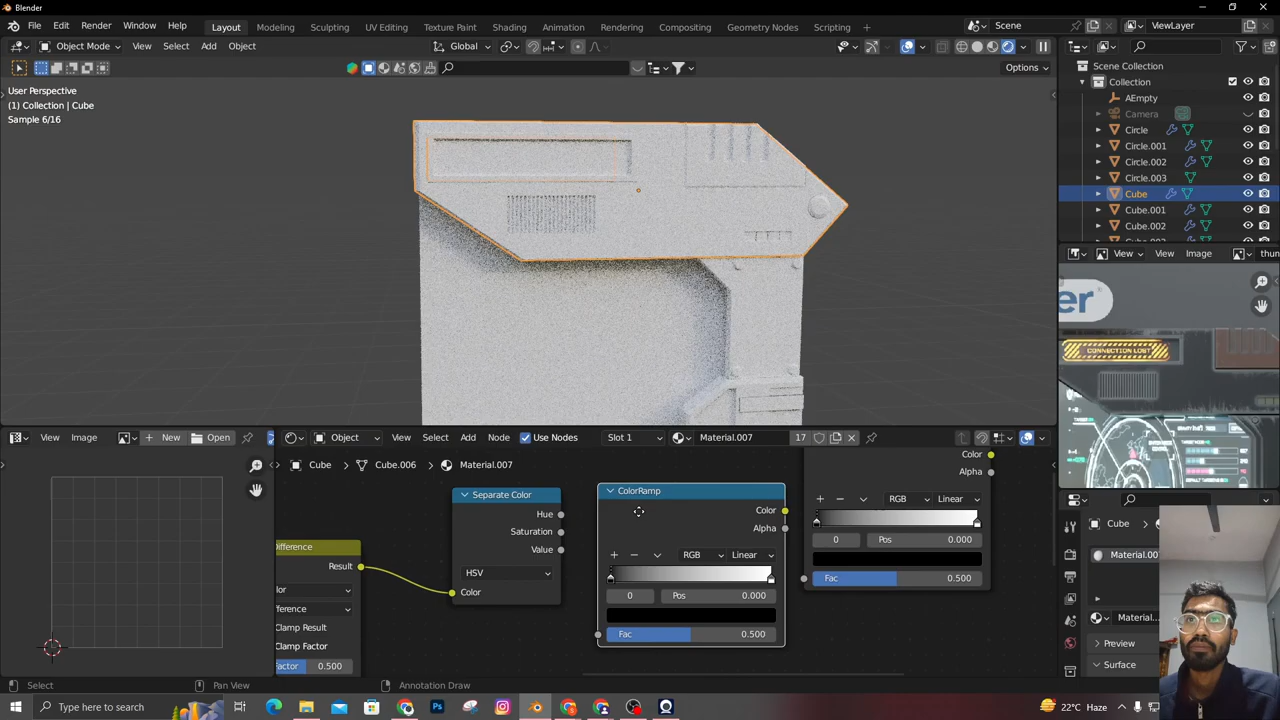 Blender
File Edit Render Window Help
Layout Modeling Sculpting UV Editing Texture Paint Shading Animation Rendering Compositing Geometry Nodes Scripting +
Scene
ViewLayer
Object Mode View Select Add Object
Global
Options
User Perspective
(1) Collection | Cube
Sample 6/16
Scene Collection
Collection
AEmpty
Camera
Circle
Circle.001
Circle.002
Circle.003
Cube
Cube.001
Cube.002
View Image
thun
er
CONNECTION LOST
View Image New Open
Object View Select Add Node Use Nodes Slot 1 Material.007 17
Cube > Cube.006 > Material.007
Difference
Result
lor
fference
Clamp Result
Clamp Factor
Factor 0.500
Separate Color
Hue
Saturation
Value
HSV
Color
ColorRamp
Color
Alpha
RGB Linear
0 Pos 0.000
Fac 0.500
Color
Alpha
RGB Linear
0 Pos 0.000
Fac 0.500
Cube
Material.007
Material....
Preview
Surface
Select Pan View Annotation Draw
Type here to search
22°C Haze